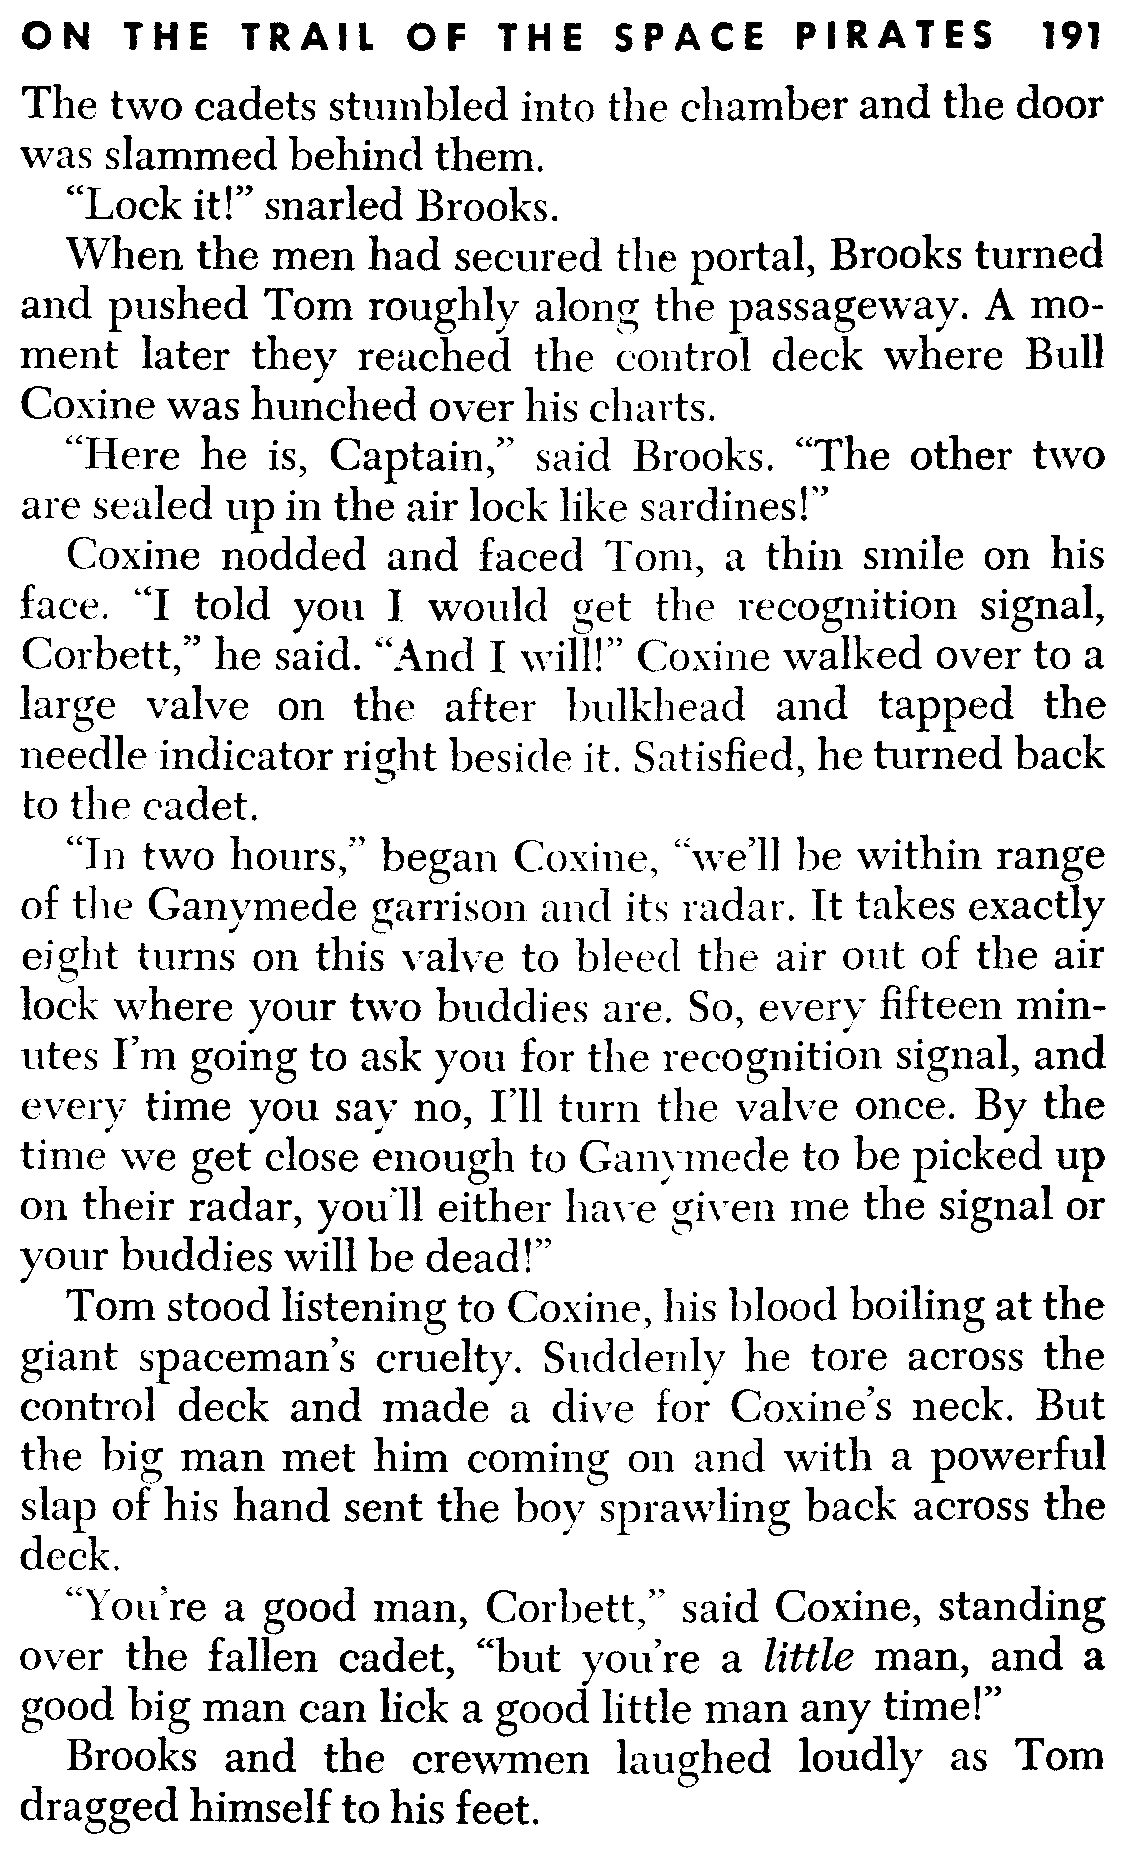 ON THE TRAIL OF THE SPACE PIRATES 191
The two cadets stumbled into the chamber and the door
was slammed behind them.
“Lock it!” snarled Brooks.
When the men had secured the portal, Brooks turned
and pushed Tom roughly along the passageway. A mo-
ment later they reached the control deck where Bull
Coxine was hunched over his charts.
“Here he is, Captain,” said Brooks. “The other two
are sealed up in the air lock like sardines!”
Coxine nodded and faced Tom, a thin smile on his
face. “I told you I would get the recognition signal,
Corbett,” he said. “And I will!” Coxine walked over to a
large valve on the after bulkhead and tapped the
needle indicator right beside it. Satisfied, he turned back
to the cadet.
“In two hours,” began Coxine, “we’ll be within range
of the Ganymede garrison and its radar. It takes exactly
eight turns on this valve to bleed the air out of the air
lock where your two buddies are. So, every fifteen min-
utes I’m going to ask you for the recognition signal, and
every time you say no, I’ll turn the valve once. By the
time we get close enough to Ganymede to be picked up
on their radar, you’ll either have given me the signal or
your buddies will be dead!”
Tom stood listening to Coxine, his blood boiling at the
giant spaceman’s cruelty. Suddenly he tore across the
control deck and made a dive for Coxine’s neck. But
the big man met him coming on and with a powerful
slap of his hand sent the boy sprawling back across the
deck.
“You’re a good man, Corbett,” said Coxine, standing
over the fallen cadet, “but you’re a little man, and a
good big man can lick a good little man any time!”
Brooks and the crewmen laughed loudly as Tom
dragged himself to his feet.